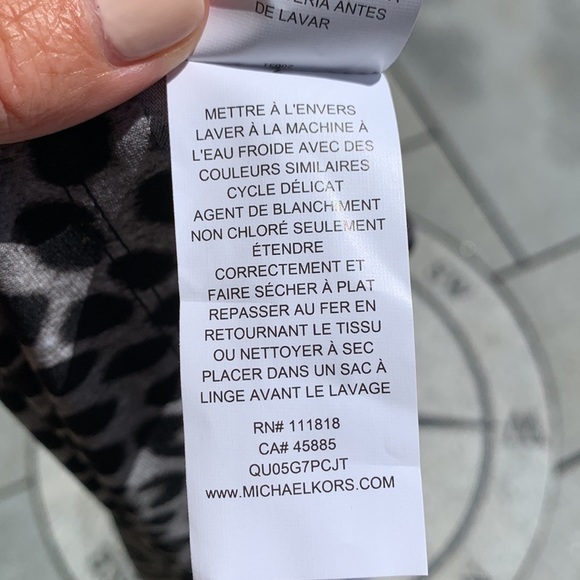 ERIA ANTES
DE LAVAR
METTRE À L'ENVERS
LAVER À LA MACHINE À
L'EAU FROIDE AVEC DES
COULEURS SIMILAIRES
CYCLE DÉLICAT
AGENT DE BLANCHIMENT
NON CHLORÉ SEULEMENT
ÉTENDRE
CORRECTEMENT ET
FAIRE SÉCHER À PLAT
REPASSER AU FER EN
RETOURNANT LE TISSU
OU NETTOYER À SEC
PLACER DANS UN SAC À
LINGE AVANT LE LAVAGE
RN# 111818
CA# 45885
QU05G7PCJT
WWW.MICHAELKORS.COM